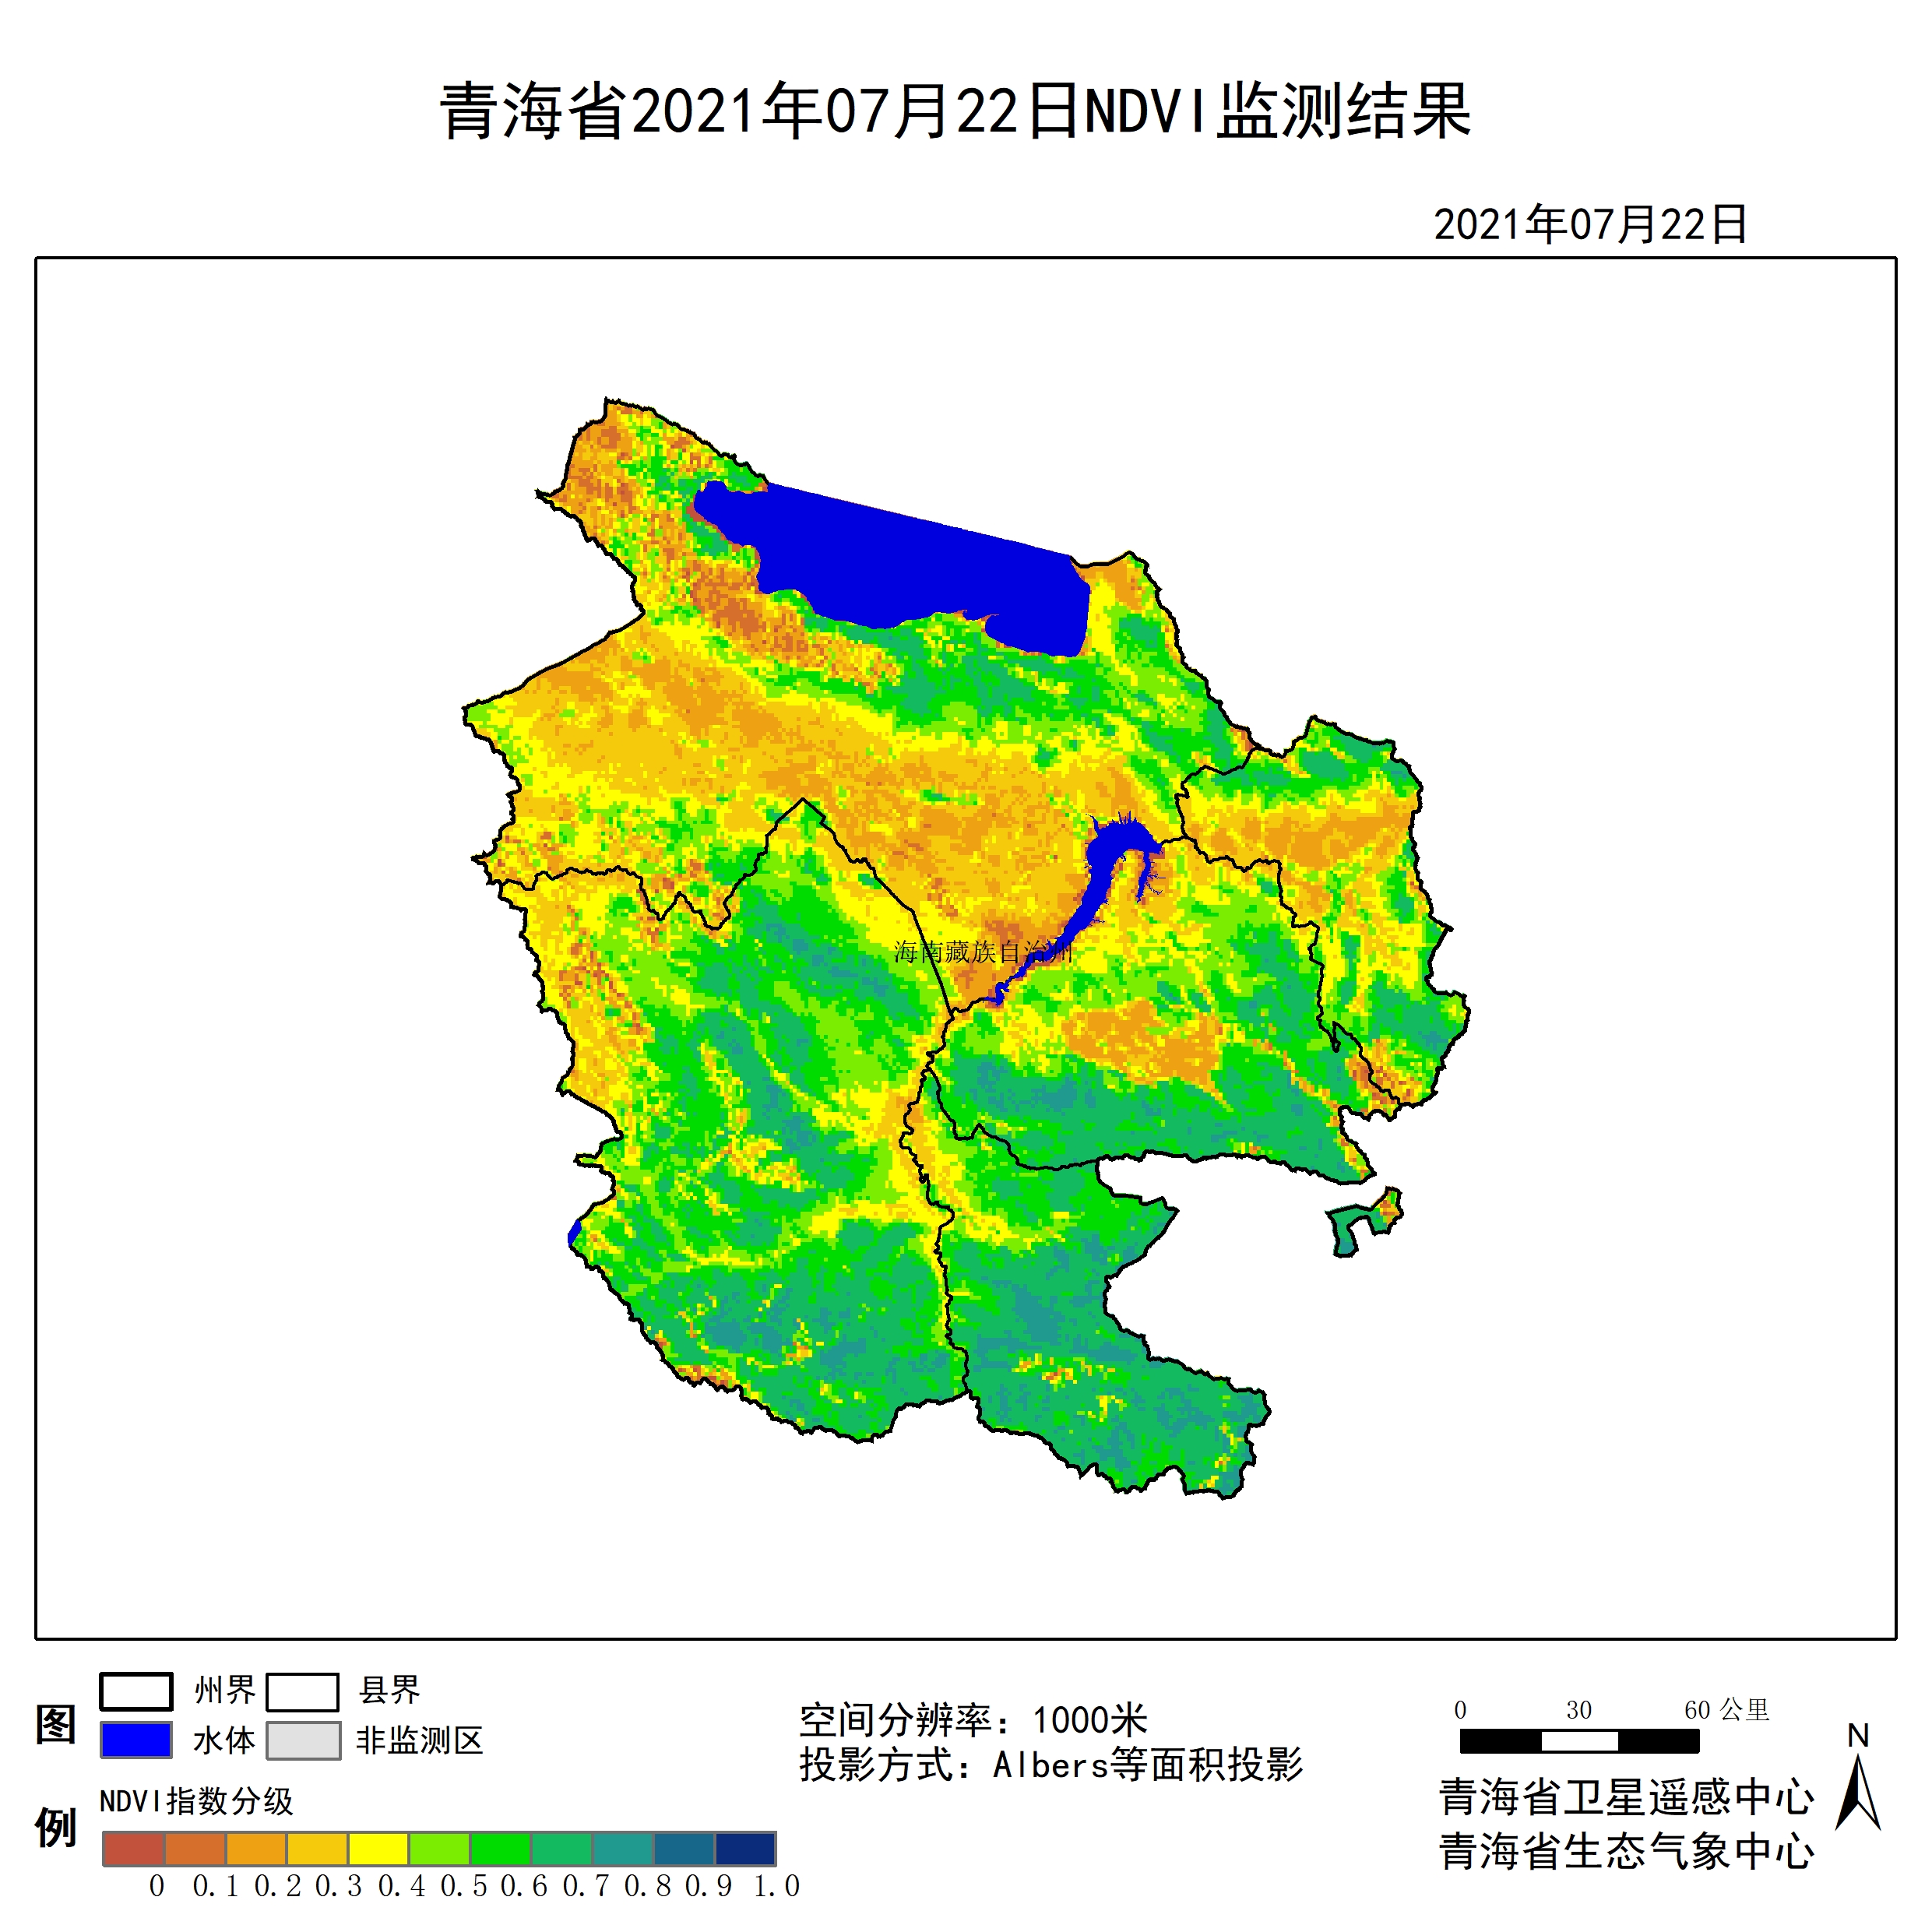 青海省2021年07月22日NDVI监测结果
2021年07月22日
海南藏族自治州
图例
州界 县界
水体 非监测区
NDVI指数分级
0 0.1 0.2 0.3 0.4 0.5 0.6 0.7 0.8 0.9 1.0
空间分辨率：1000米
投影方式：Albers等面积投影
0 30 60 公里
N
青海省卫星遥感中心
青海省生态气象中心